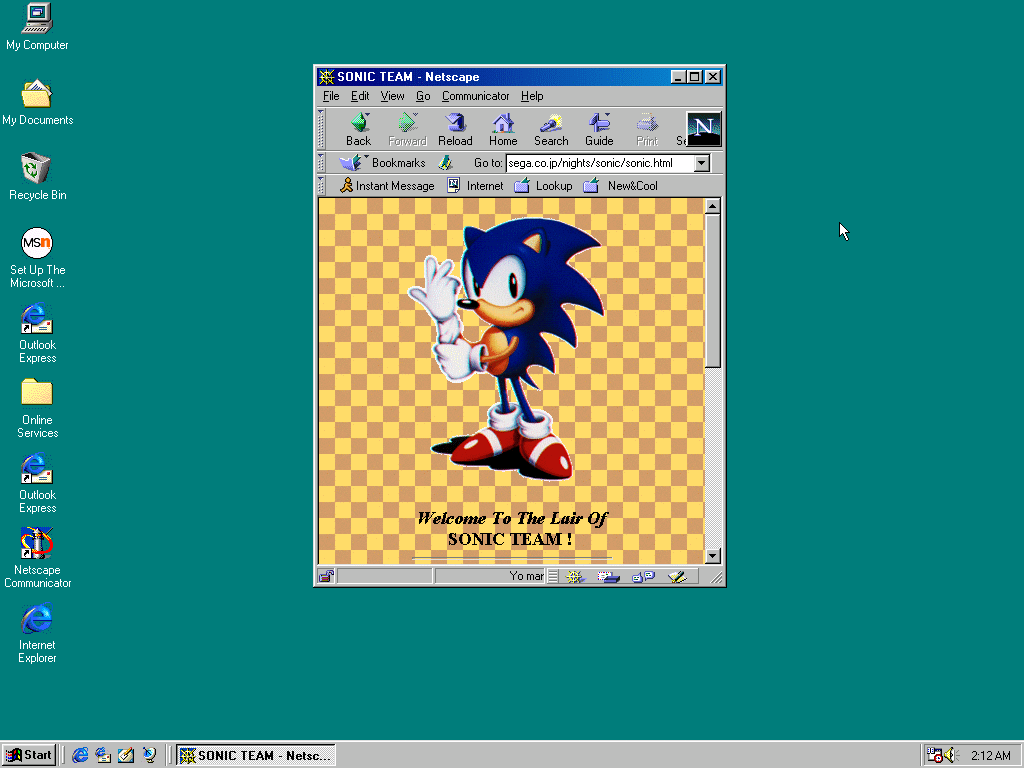 My Computer
My Documents
Recycle Bin
MSn
Set Up The
Microsoft ...
Outlook
Express
Online
Services
Outlook
Express
Netscape
Communicator
Internet
Explorer
SONIC TEAM - Netscape
File Edit View Go Communicator Help
Back Forward Reload Home Search Guide Print Se
N
Bookmarks Go to: sega.co.jp/nights/sonic/sonic.html
Instant Message Internet Lookup New&Cool
Welcome To The Lair Of
SONIC TEAM !
Yo mar
Start SONIC TEAM - Netsc... 2:12 AM